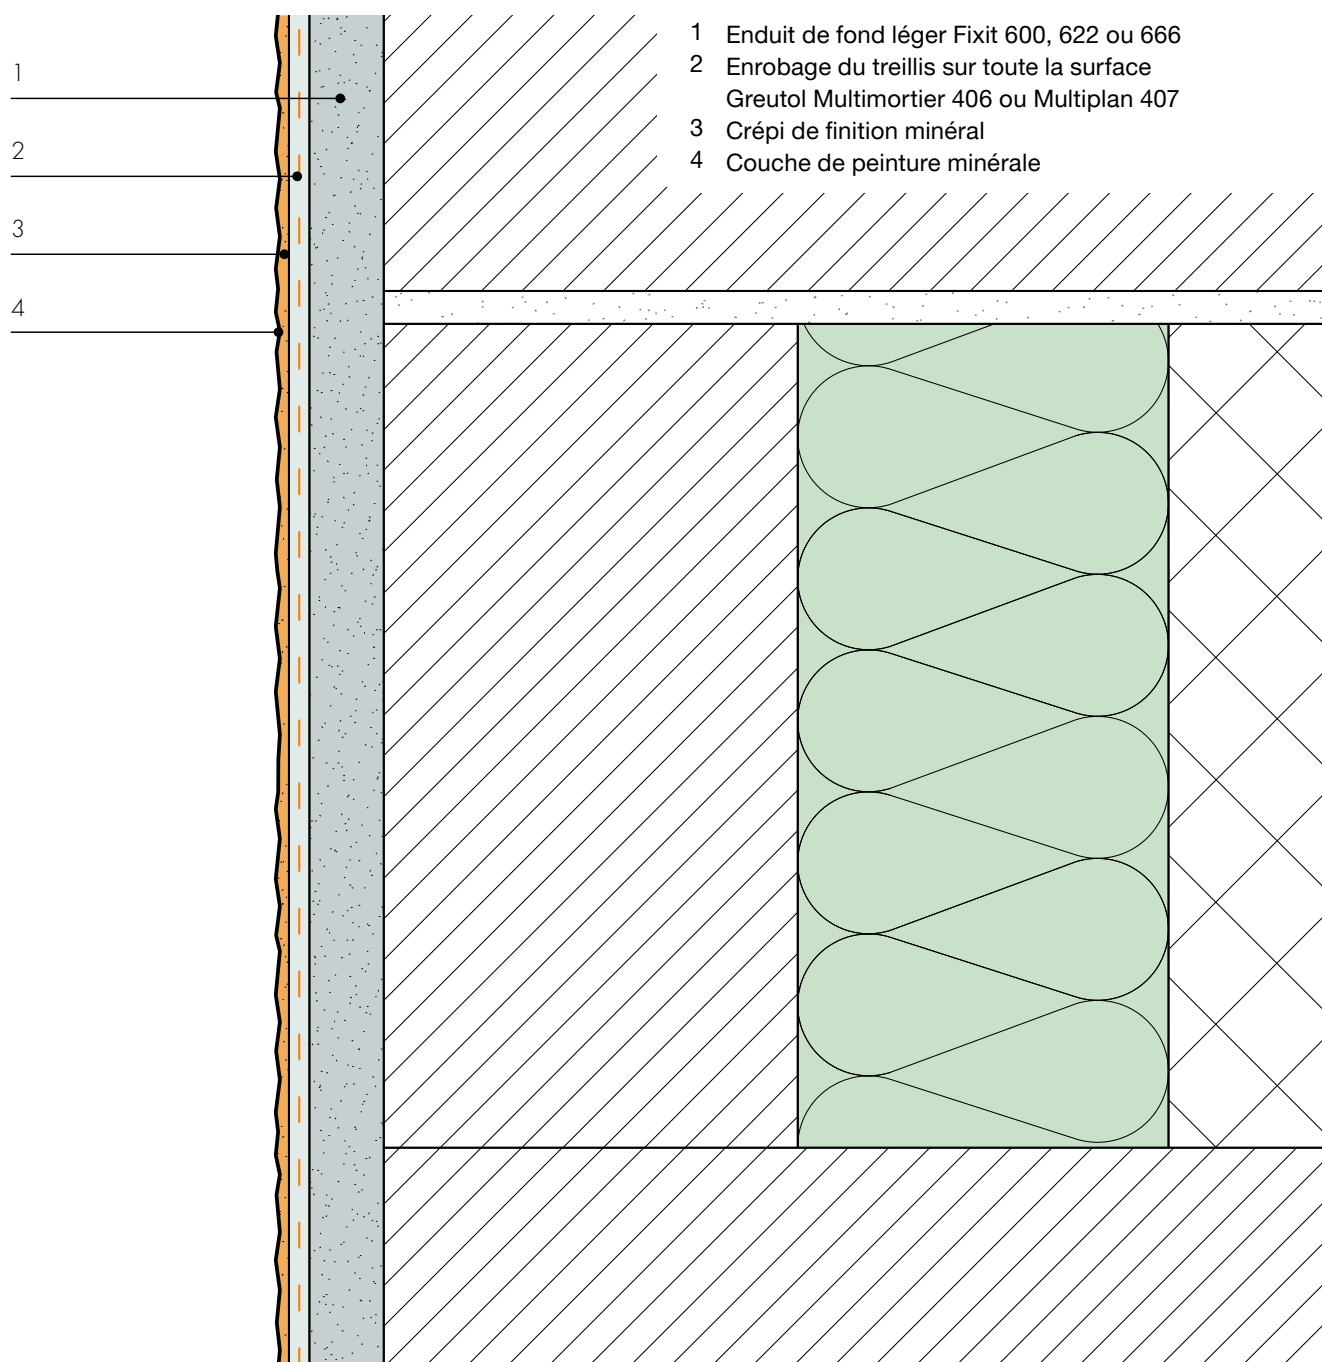 1 Enduit de fond léger Fixit 600, 622 ou 666
2 Enrobage du treillis sur toute la surface
Greutol Multimortier 406 ou Multiplan 407
3 Crépi de finition minéral
4 Couche de peinture minérale
1
2
3
4